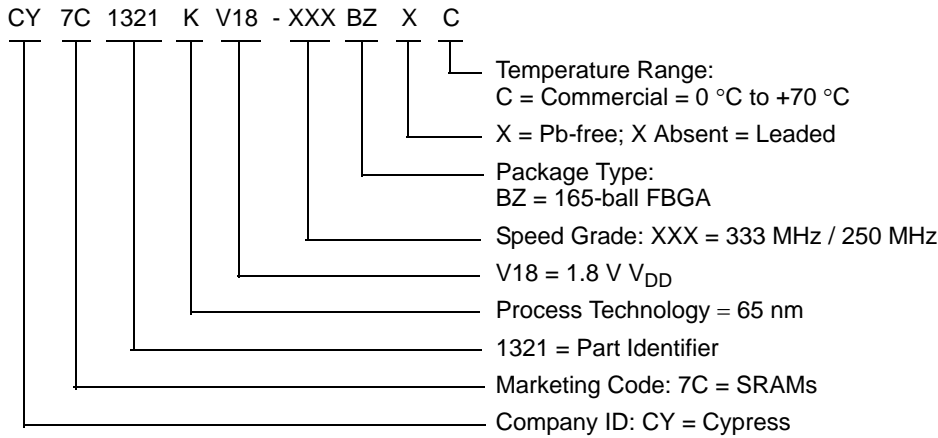 CY 7C 1321 K V18 - XXX BZ X C
Temperature Range:
C = Commercial = 0 °C to +70 °C
X = Pb-free; X Absent = Leaded
Package Type:
BZ = 165-ball FBGA
Speed Grade: XXX = 333 MHz / 250 MHz
V18 = 1.8 V VDD
Process Technology = 65 nm
1321 = Part Identifier
Marketing Code: 7C = SRAMs
Company ID: CY = Cypress